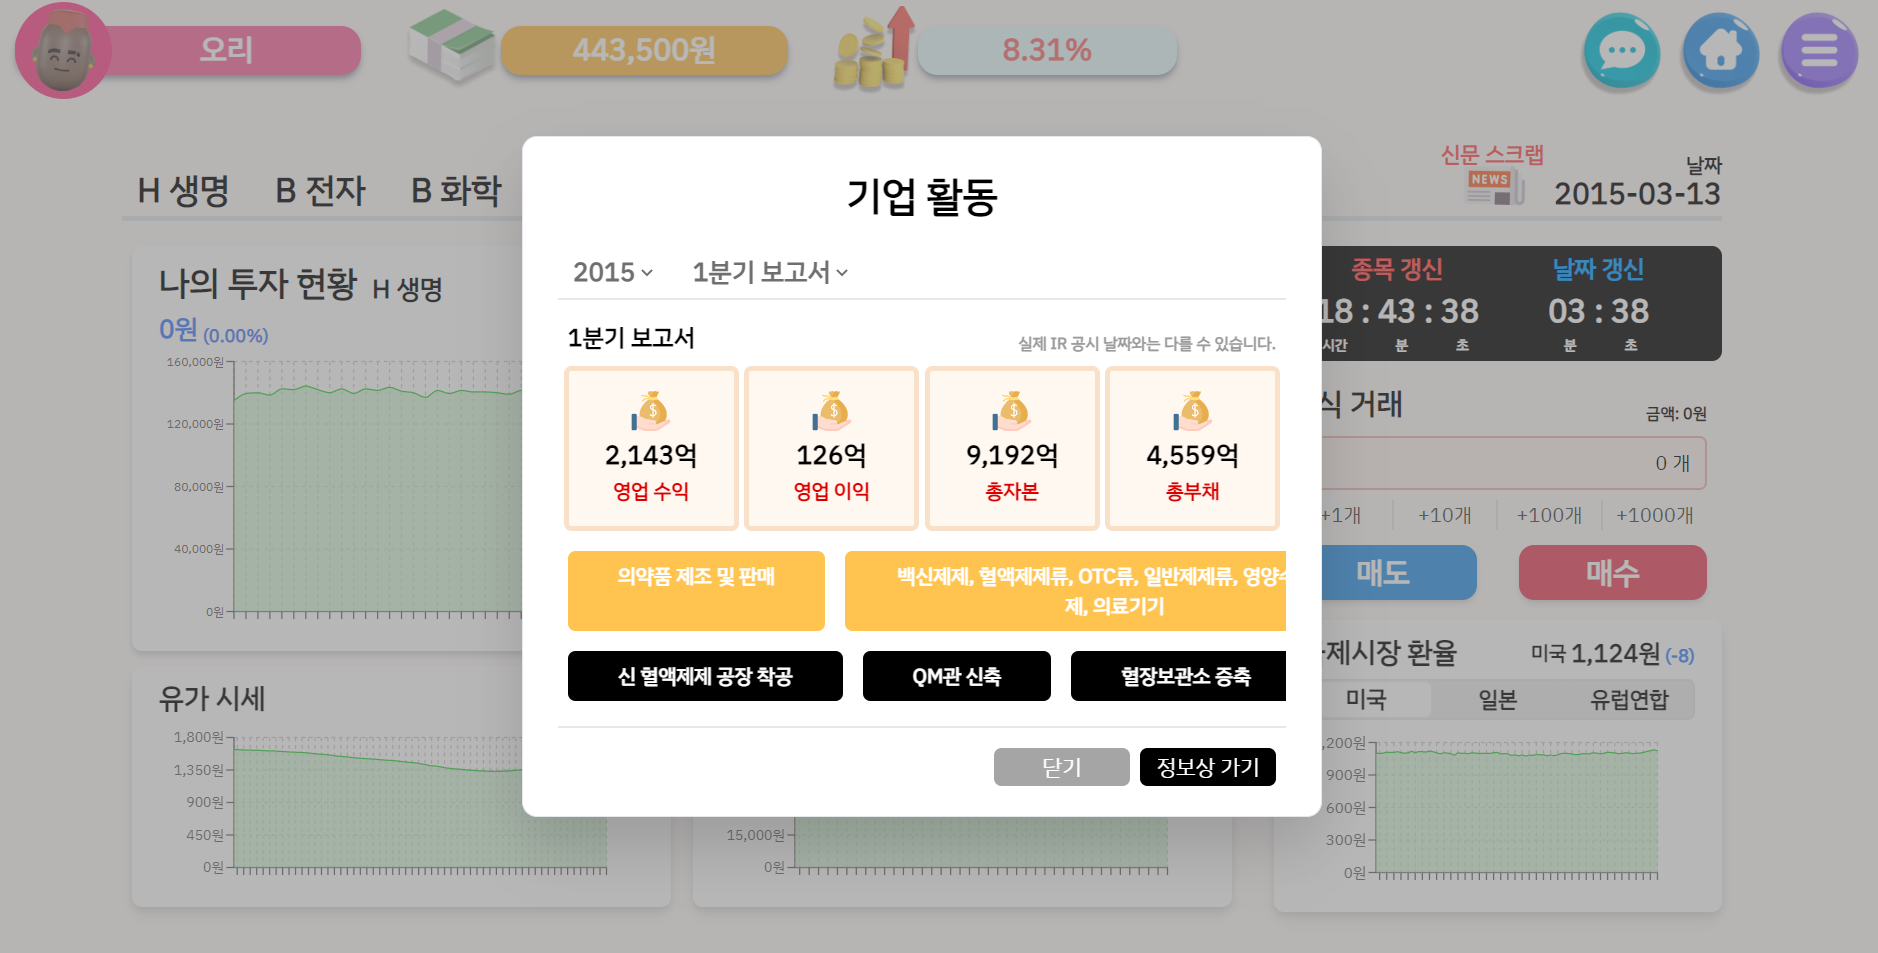 오리
443,500원
8.31%
H 생명
B 전자
B 화학
신문 스크랩
NEWS
날짜
2015-03-13
나의 투자 현황 H 생명
0원 (0.00%)
160,000원
120,000원
80,000원
40,000원
0원
기업 활동
2015
1분기 보고서
1분기 보고서
실제 IR 공시 날짜와는 다를 수 있습니다.
2,143억
영업 수익
126억
영업 이익
9,192억
총자본
4,559억
총부채
의약품 제조 및 판매
백신제제, 혈액제제류, OTC류, 일반제제류, 영양수
제, 의료기기
신 혈액제제 공장 착공
QM관 신축
혈장보관소 증축
닫기
정보상 가기
종목 갱신
18 : 43 : 38
시간
분
초
날짜 갱신
03 : 38
분
초
식 거래
금액: 0원
0 개
+1개
+10개
+100개
+1000개
매도
매수
유가 시세
1,800원
1,350원
900원
450원
0원
15,000원
0원
제시장 환율
미국 1,124원 (-8)
미국
일본
유럽연합
,200원
900원
600원
300원
0원